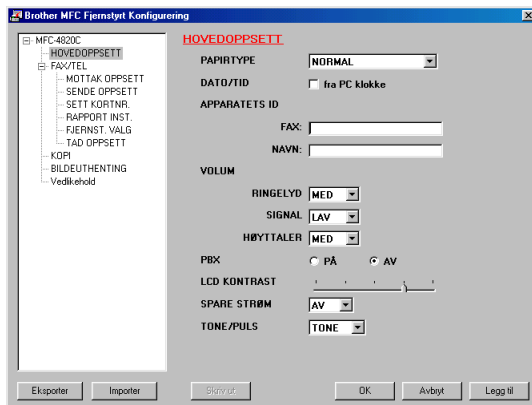 Brother MFC Fjernstyrt Konfigurering
MFC-4820C
HOVEDOPPSETT
FAX/TEL
MOTTAK OPPSETT
SENDE OPPSETT
SETT KORTNR.
RAPPORT INST.
FJERNST. VALG
TAD OPPSETT
KOPI
BILDEUTHENTING
Vedlikehold
HOVEDOPPSETT
PAPIRTYPE NORMAL
DATO/TID fra PC klokke
APPARATETS ID
FAX:
NAVN:
VOLUM
RINGELYD MED
SIGNAL LAV
HØYTTALER MED
PBX PÅ AV
LCD KONTRAST
SPARE STRØM AV
TONE/PULS TONE
Eksporter Importer Skriv ut OK Avbryt Legg til